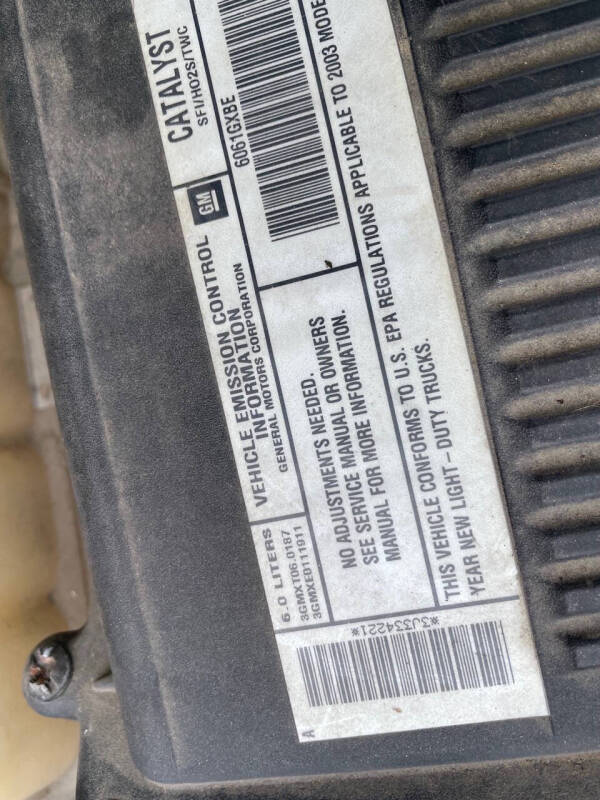 6.0 LITERS
3GMXT06.0187
3GMXE0111911
VEHICLE EMISSION CONTROL
INFORMATION
GENERAL MOTORS CORPORATION
GM
CATALYST
SFI/HO2S/TWC
NO ADJUSTMENTS NEEDED.
SEE SERVICE MANUAL OR OWNERS
MANUAL FOR MORE INFORMATION.
6061GXBE
THIS VEHICLE CONFORMS TO U.S. EPA REGULATIONS APPLICABLE TO 2003 MODE
YEAR NEW LIGHT-DUTY TRUCKS.
A
*3J334221*